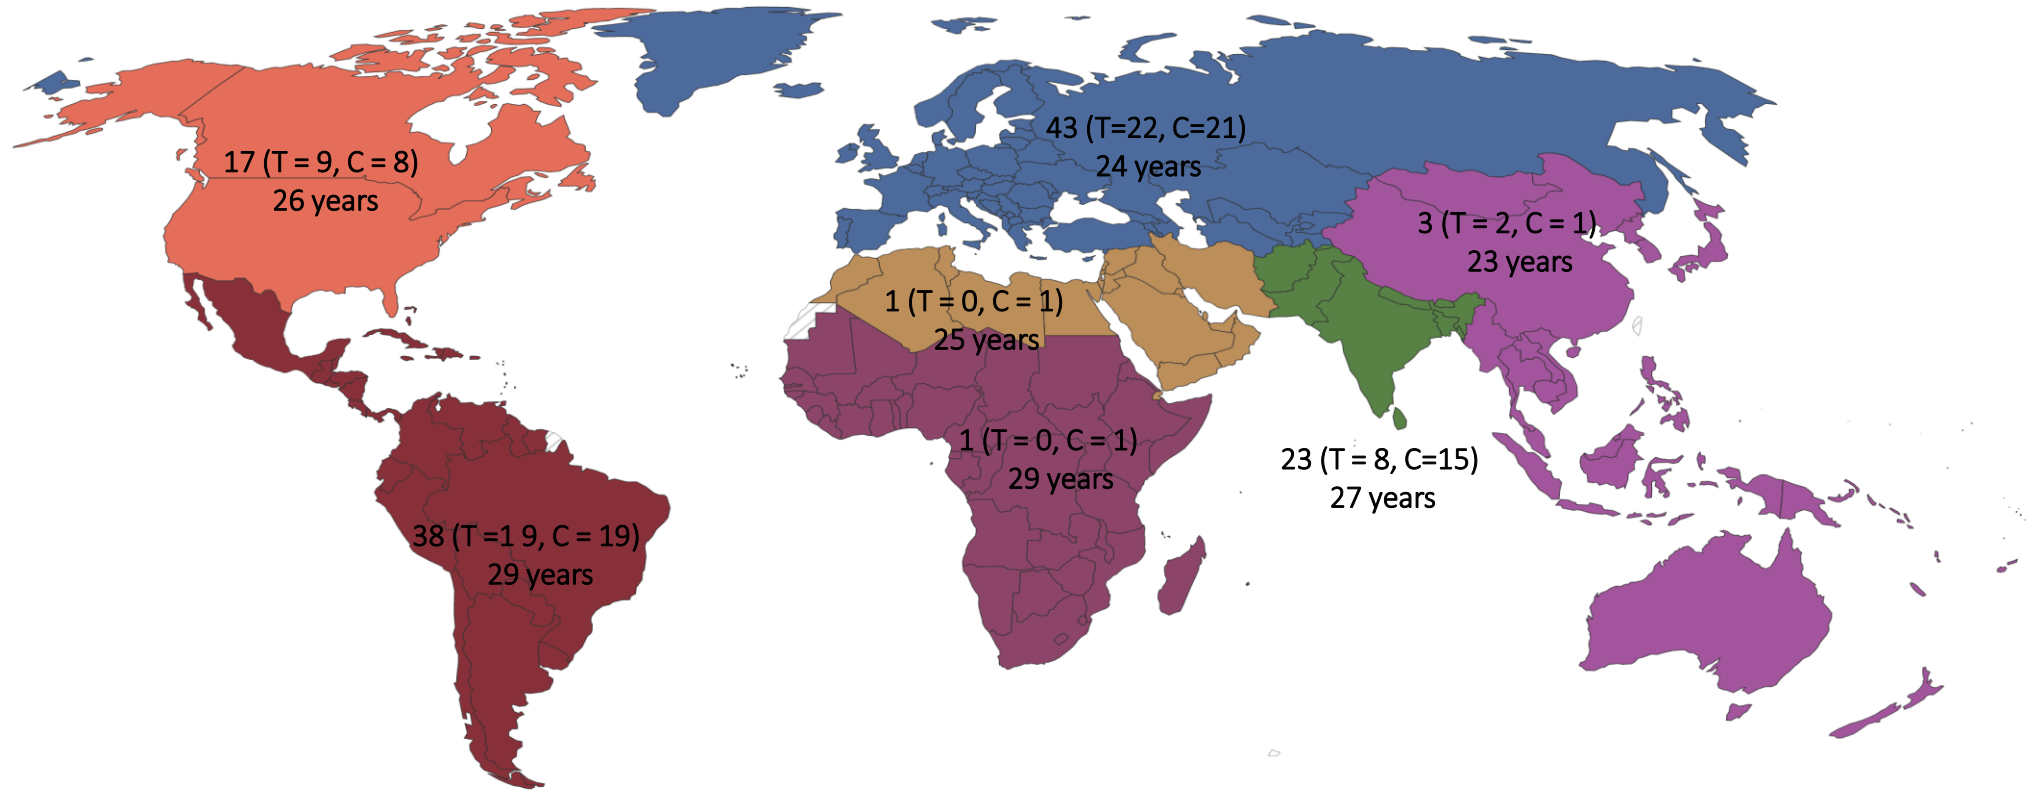 43 (T=22, C=21)
24 years
17 (T = 9, C = 8)
26 years
3 (T = 2, C = 1)
23 years
1 (T = 0, C = 1)
25 years
1 (T = 0, C = 1)
29 years
23 (T = 8, C=15)
27 years
38 (T =1 9, C = 19)
29 years